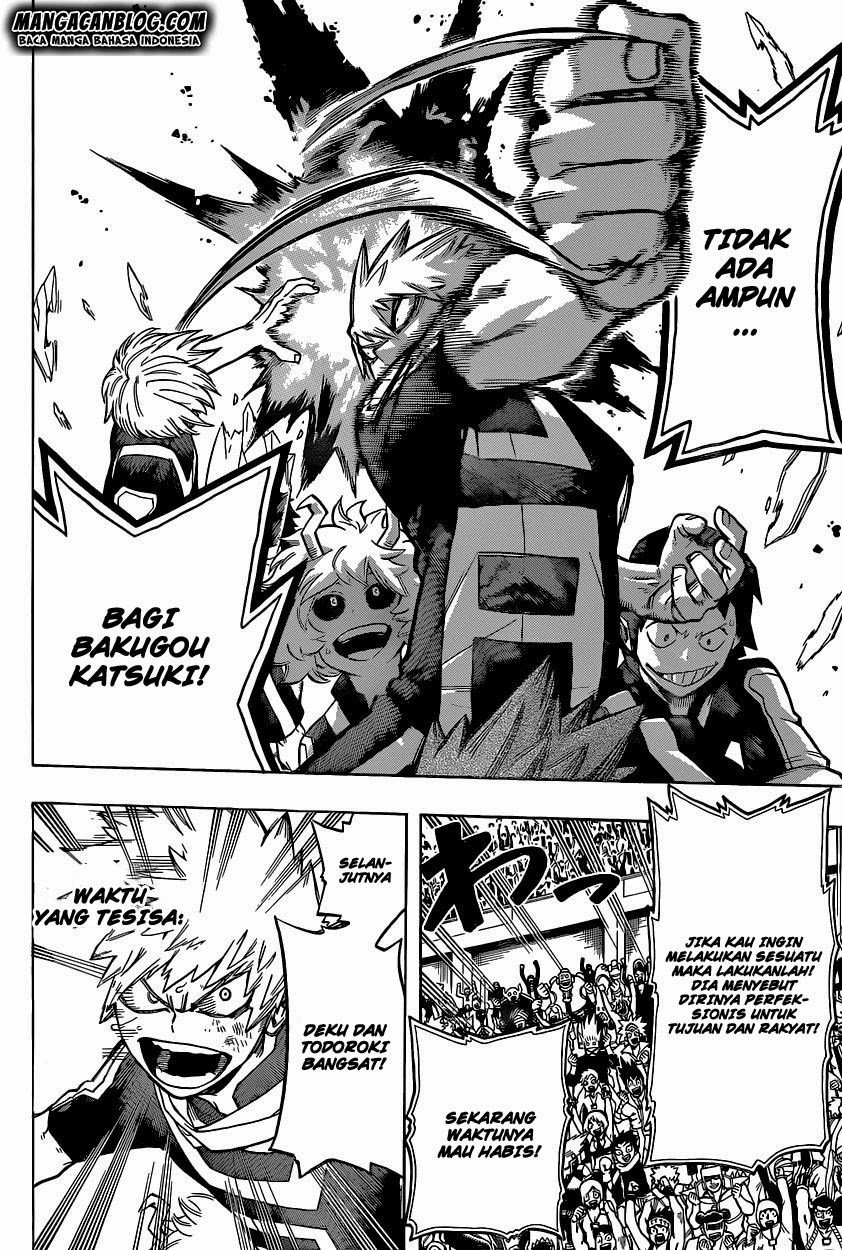 MANGACANBLOG.COM
BACA MANGA BAHASA INDONESIA
TIDAK
ADA
AMPUN
...
BAGI
BAKUGOU
KATSUKI!
JIKA KAU INGIN
MELAKUKAN SESUATU
MAKA LAKUKANLAH!
DIA MENYEBUT
DIRINYA PERFEK-
SIONIS UNTUK
TUJUAN DAN RAKYAT!
わっ
SEKARANG
WAKTUNYA
MAU HABIS!
SELAN-
JUTNYA
DEKU DAN
TODOROKI
BANGSAT!
WAKTU
YANG TESISA: